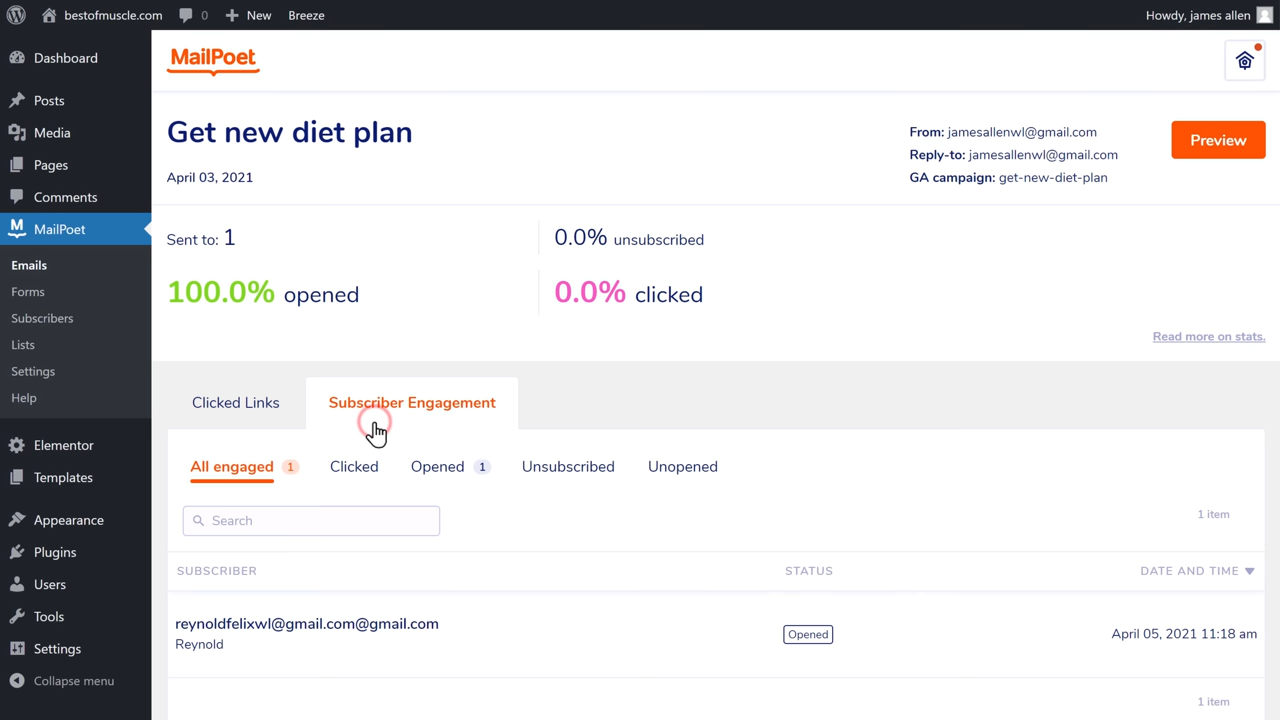 bestofmuscle.com 0 New Breeze Howdy, james allen
Dashboard
Posts
Media
Pages
Comments
MailPoet
Emails
Forms
Subscribers
Lists
Settings
Help
Elementor
Templates
Appearance
Plugins
Users
Tools
Settings
Collapse menu
MailPoet
Get new diet plan
April 03, 2021
From: jamesallenwl@gmail.com
Reply-to: jamesallenwl@gmail.com
GA campaign: get-new-diet-plan
Preview
Sent to: 1
0.0% unsubscribed
100.0% opened
0.0% clicked
Read more on stats.
Clicked Links Subscriber Engagement
All engaged 1 Clicked Opened 1 Unsubscribed Unopened
Search
1 item
SUBSCRIBER STATUS DATE AND TIME
reynoldfelixwl@gmail.com@gmail.com
Reynold
Opened
April 05, 2021 11:18 am
1 item